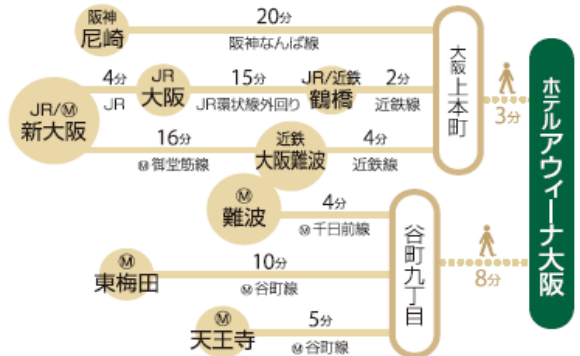 阪神
尼崎
20分
阪神なんば線
JR/Ⓜ
新大阪
4分
JR
JR
大阪
15分
JR環状線外回り
JR/近鉄
鶴橋
2分
近鉄線
16分
Ⓜ御堂筋線
近鉄
大阪難波
4分
近鉄線
大阪上本町
3分
Ⓜ
難波
4分
Ⓜ千日前線
Ⓜ
東梅田
10分
Ⓜ谷町線
Ⓜ
天王寺
5分
Ⓜ谷町線
谷町九丁目
8分
ホテルアウィーナ大阪